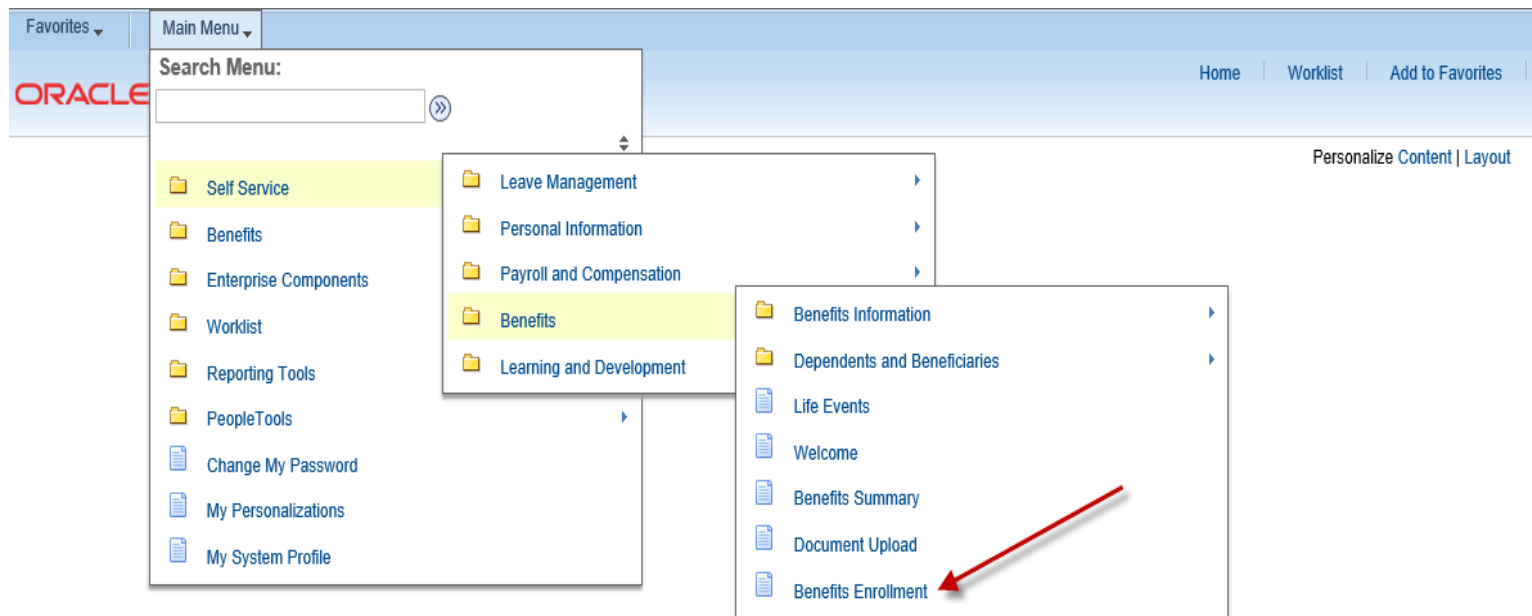 Favorites
Main Menu
Search Menu:
Home
Worklist
Add to Favorites
ORACLE
Personalize Content | Layout
Self Service
Benefits
Enterprise Components
Worklist
Reporting Tools
PeopleTools
Change My Password
My Personalizations
My System Profile
Leave Management
Personal Information
Payroll and Compensation
Benefits
Learning and Development
Benefits Information
Dependents and Beneficiaries
Life Events
Welcome
Benefits Summary
Document Upload
Benefits Enrollment